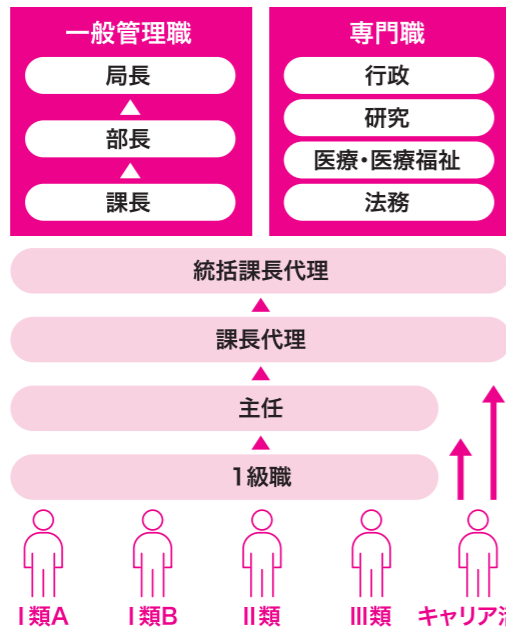 一般管理職
局長
部長
課長
専門職
行政
研究
医療・医療福祉
法務
統括課長代理
課長代理
主任
1級職
I類A
I類B
II類
III類
キャリア